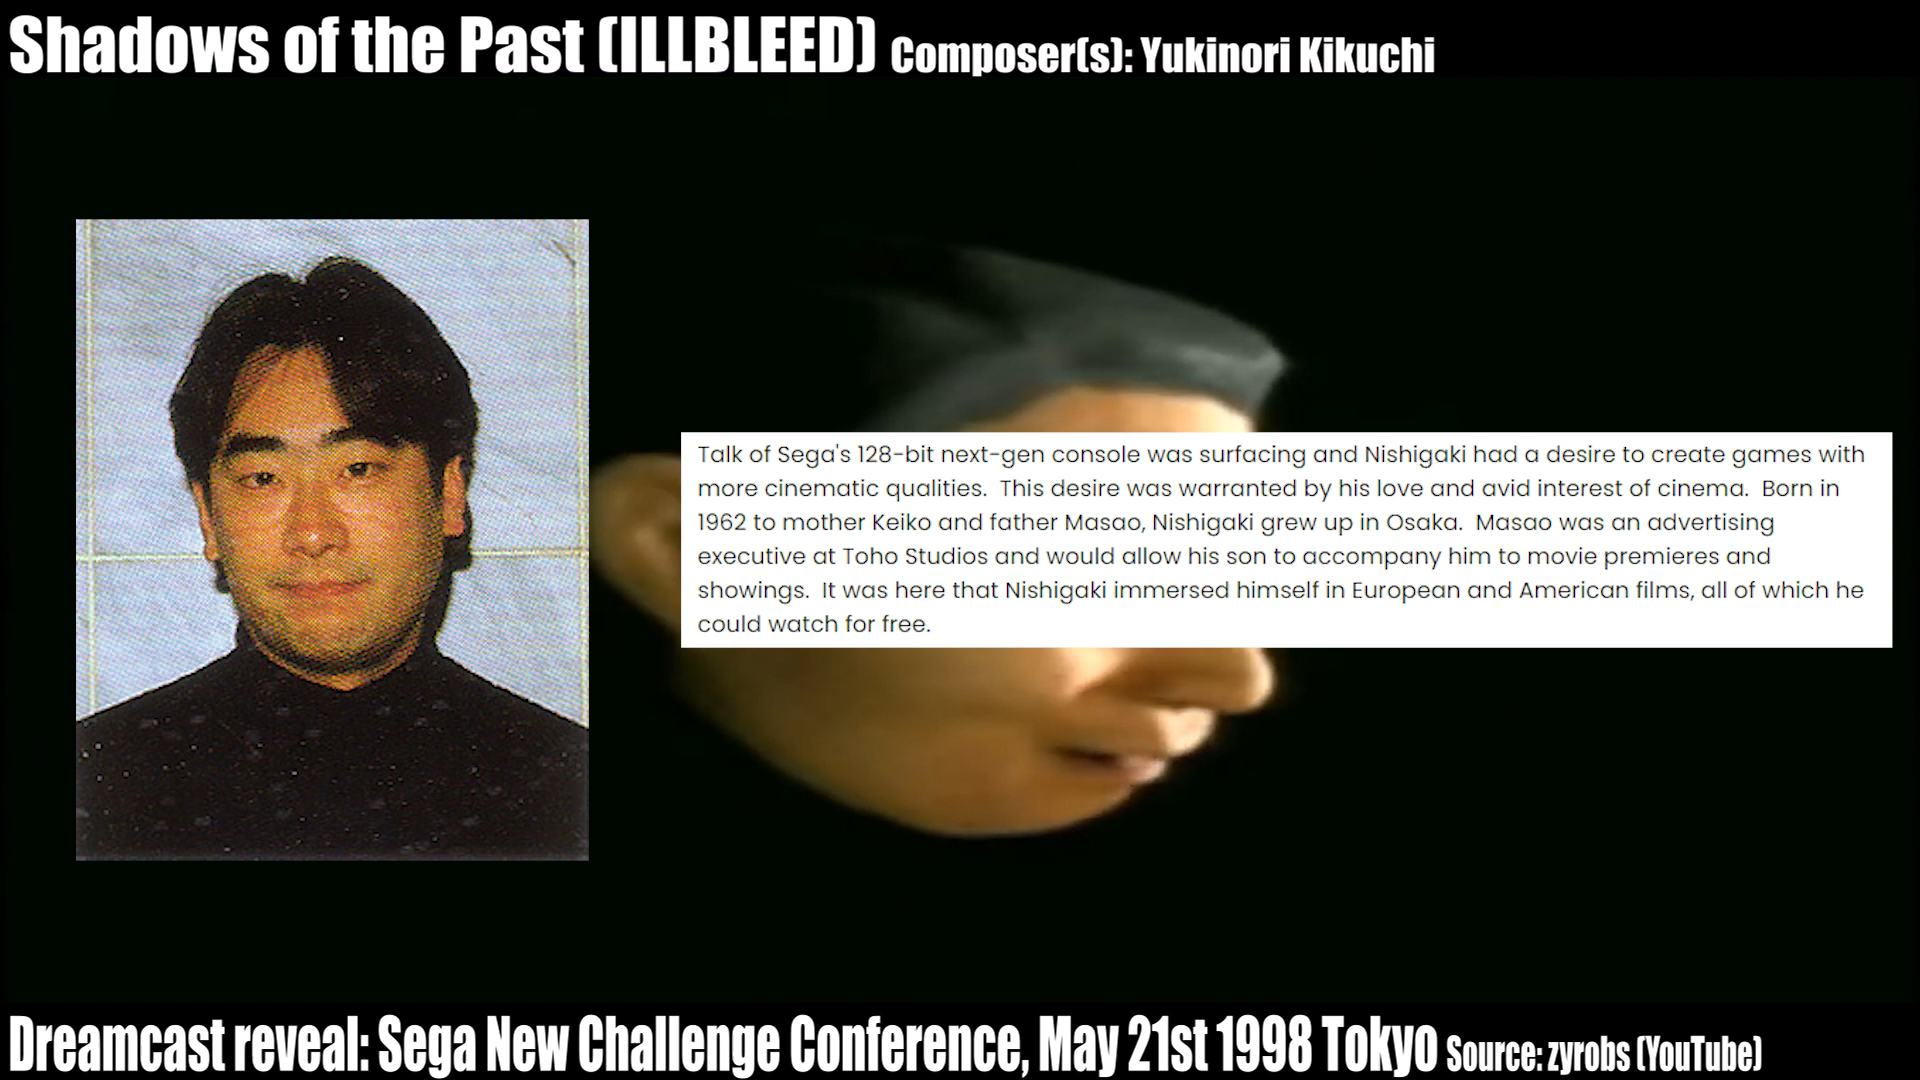 Shadows of the Past (ILLBLEED) Composer(s): Yukinori Kikuchi
Talk of Sega's 128-bit next-gen console was surfacing and Nishigaki had a desire to create games with
more cinematic qualities.  This desire was warranted by his love and avid interest of cinema.  Born in
1962 to mother Keiko and father Masao, Nishigaki grew up in Osaka.  Masao was an advertising
executive at Toho Studios and would allow his son to accompany him to movie premieres and
showings.  It was here that Nishigaki immersed himself in European and American films, all of which he
could watch for free.
Dreamcast reveal: Sega New Challenge Conference, May 21st 1998 Tokyo Source: zyrobs (YouTube)